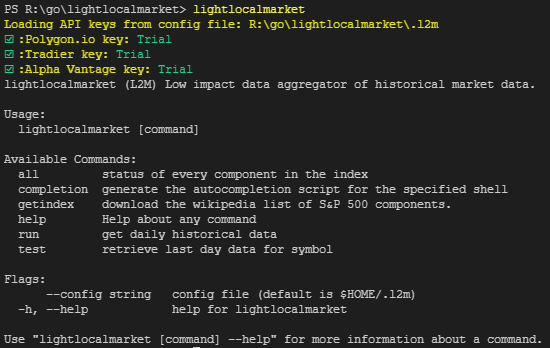 PS R:\go\lightlocalmarket> lightlocalmarket
Loading API keys from config file: R:\go\lightlocalmarket\.l2m
☑ :Polygon.io key: Trial
☑ :Tradier key: Trial
☑ :Alpha Vantage key: Trial
lightlocalmarket (L2M) Low impact data aggregator of historical market data.

Usage:
  lightlocalmarket [command]

Available Commands:
  all         status of every component in the index
  completion  generate the autocompletion script for the specified shell
  getindex    download the wikipedia list of S&P 500 components.
  help        Help about any command
  run         get daily historical data
  test        retrieve last day data for symbol

Flags:
      --config string   config file (default is $HOME/.l2m)
  -h, --help            help for lightlocalmarket

Use "lightlocalmarket [command] --help" for more information about a command.